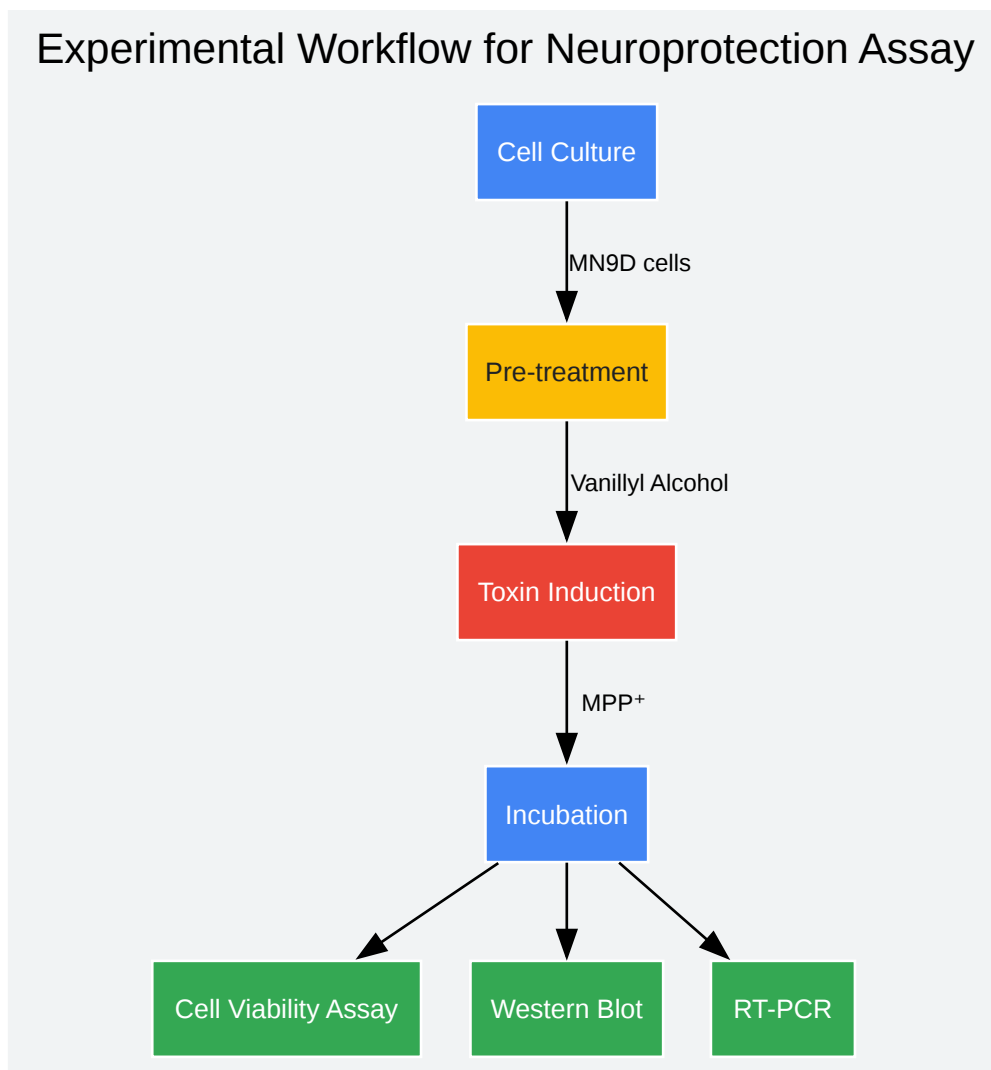 Experimental Workflow for Neuroprotection Assay
Cell Culture
MN9D cells
Pre-treatment
Vanillyl Alcohol
Toxin Induction
MPP⁺
Incubation
Cell Viability Assay
Western Blot
RT-PCR